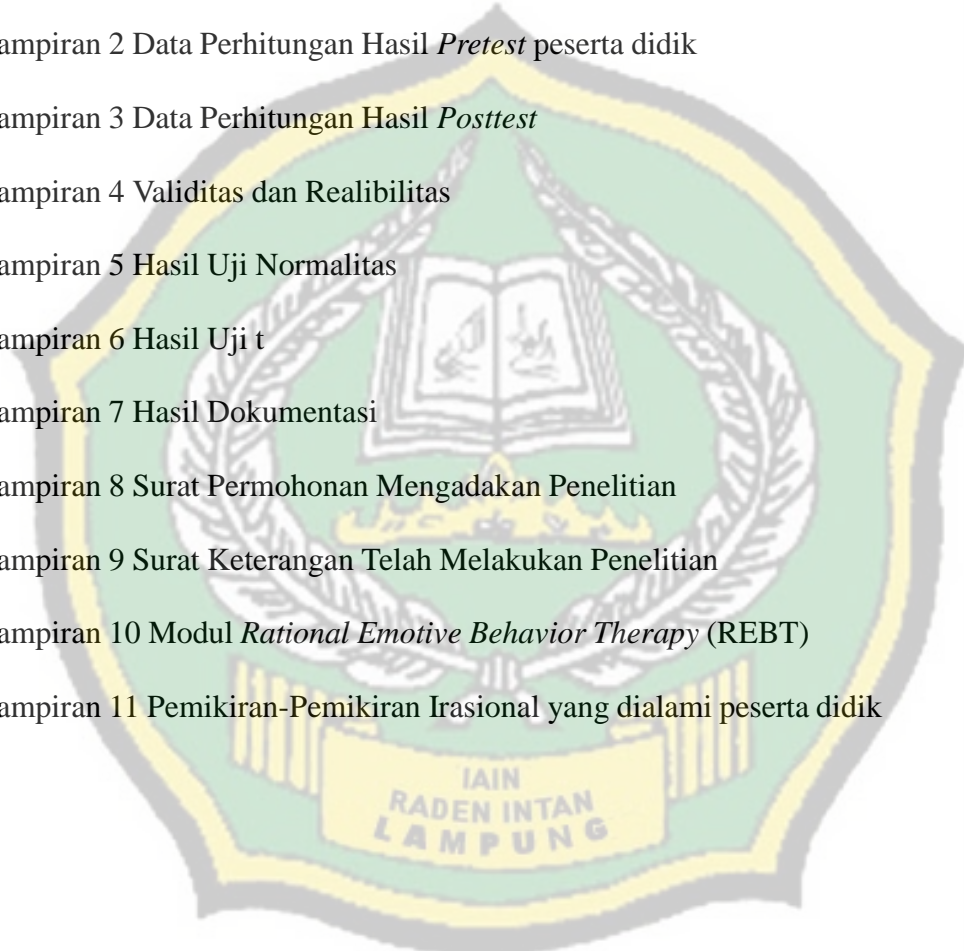 ampiran 2 Data Perhitungan Hasil Pretest peserta didik
ampiran 3 Data Perhitungan Hasil Posttest
ampiran 4 Validitas dan Realibilitas
ampiran 5 Hasil Uji Normalitas
ampiran 6 Hasil Uji t
ampiran 7 Hasil Dokumentasi
ampiran 8 Surat Permohonan Mengadakan Penelitian
ampiran 9 Surat Keterangan Telah Melakukan Penelitian
ampiran 10 Modul Rational Emotive Behavior Therapy (REBT)
ampiran 11 Pemikiran-Pemikiran Irasional yang dialami peserta didik
IAIN
RADEN INTAN
LAMPUNG